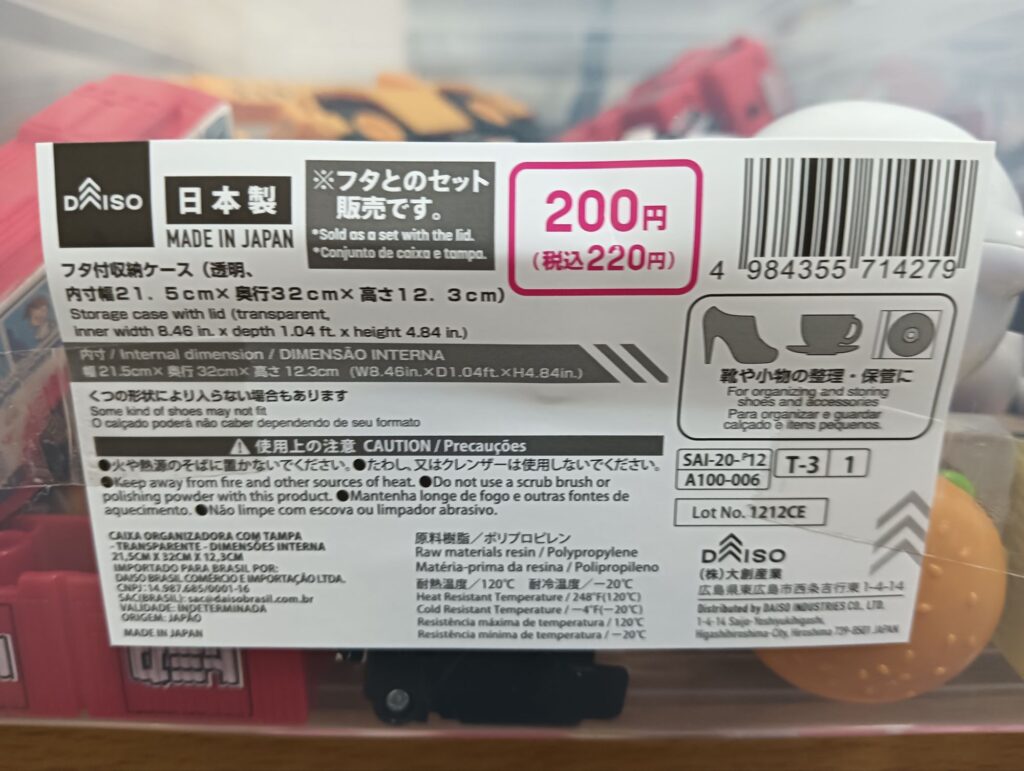 DAISO
日本製
MADE IN JAPAN
※フタとのセット
販売です。
*Sold as a set with the lid.
*Conjunto de caixa e tampa.
200円
(税込220円)
4 984355 714279
フタ付収納ケース（透明、
内寸幅21．5cm×奥行32cm×高さ12．3cm）
Storage case with lid (transparent,
inner width 8.46 in. x depth 1.04 ft. x height 4.84 in.)
内寸 / Internal dimension / DIMENSÃO INTERNA
幅21.5cm×奥行32cm×高さ12.3cm（W8.46in.×D1.04ft.×H4.84in.）
くつの形状により入らない場合もあります
Some kind of shoes may not fit
O calçado poderá não caber dependendo de seu formato
靴や小物の整理・保管に
For organizing and storing
shoes and accessories
Para organizar e guardar
calçado e itens pequenos.
使用上の注意 CAUTION / Precauções
●火や熱源のそばに置かないでください。●たわし、又はクレンザーは使用しないでください。
●Keep away from fire and other sources of heat. ●Do not use a scrub brush or
polishing powder with this product. ●Mantenha longe de fogo e outras fontes de
aquecimento. ●Não limpe com escova ou limpador abrasivo.
SAI-20-P12
A100-006
T-3 1
Lot No. 1212CE
CAIXA ORGANIZADORA COM TAMPA
- TRANSPARENTE - DIMENSÕES INTERNA
21,5CM X 32CM X 12,3CM
IMPORTADO PARA BRASIL POR:
DAISO BRASIL COMÉRCIO E IMPORTAÇÃO LTDA.
CNPJ: 14.987.685/0001-16
SAC(BRASIL): sac@daisobrasil.com.br
VALIDADE: INDETERMINADA
ORIGEM: JAPÃO
MADE IN JAPAN
原料樹脂／ポリプロピレン
Raw materials resin / Polypropylene
Matéria-prima da resina / Polipropileno
耐熱温度／120℃　耐冷温度／－20℃
Heat Resistant Temperature / 248°F(120℃)
Cold Resistant Temperature / －4°F(－20℃)
Resistência máxima de temperatura / 120℃
Resistência mínima de temperatura / －20℃
DAISO
(株)大創産業
広島県東広島市西条吉行東 1-4-14
Distributed by DAISO INDUSTRIES CO., LTD.
1-4-14 Saijo-Yoshiyukihigashi,
Higashihiroshima-City, Hiroshima 739-8501 JAPAN